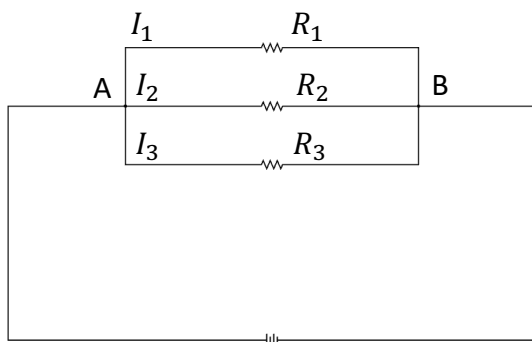 I₁ R₁
A I₂ R₂ B
I₃ R₃